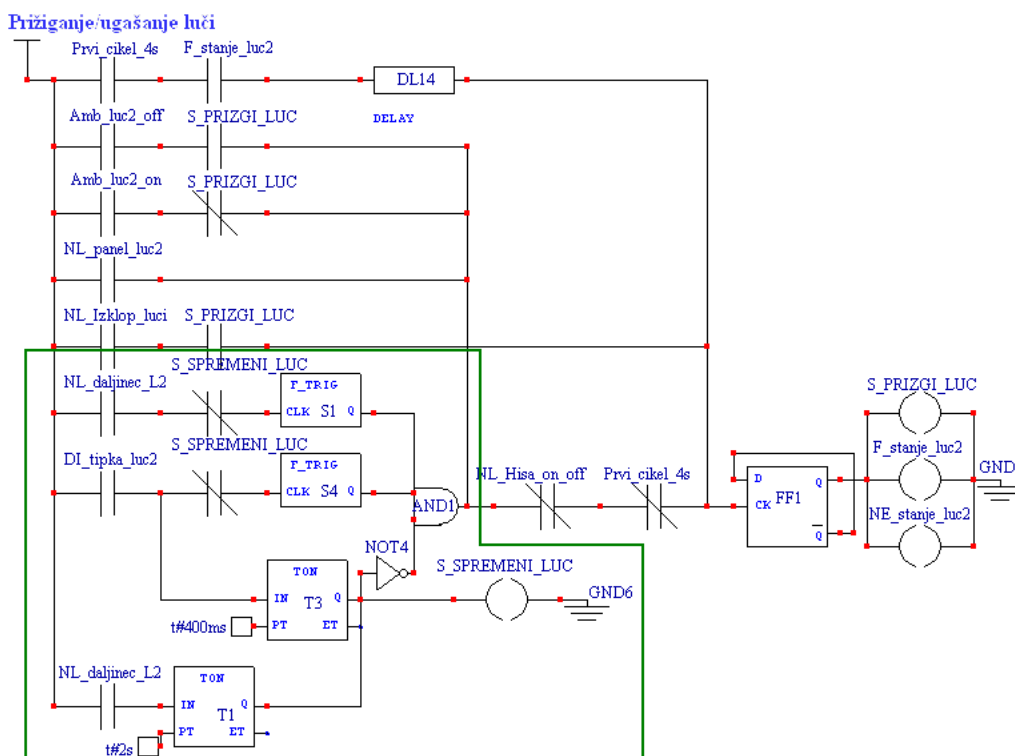 Prižiganje/ugašanje luči
Prvi_cikel_4s F_stanje_luc2
DL14
DELAY
Amb_luc2_off S_PRIZGI_LUC
Amb_luc2_on S_PRIZGI_LUC
NL_panel_luc2
NL_Izklop_luci S_PRIZGI_LUC
S_SPREMENI_LUC
NL_daljinec_L2
F_TRIG
CLK S1 Q
S_SPREMENI_LUC
DI_tipka_luc2
F_TRIG
CLK S4 Q
AND1
NL_Hisa_on_off Prvi_cikel_4s
D Q
CK FF1
Q
S_PRIZGI_LUC
F_stanje_luc2
GND
NE_stanje_luc2
NOT4
S_SPREMENI_LUC
GND6
TON
IN Q
T3
PT ET
t#400ms
NL_daljinec_L2
TON
IN Q
T1
PT ET
t#2s